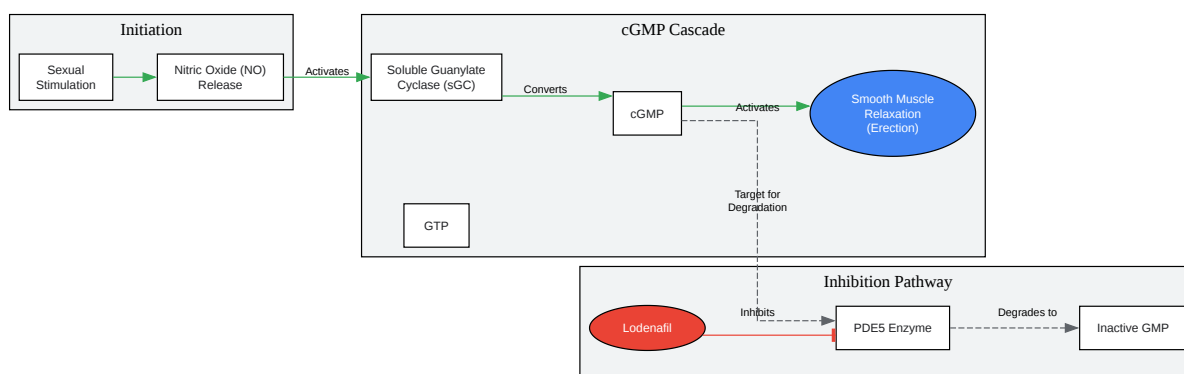 Initiation
Sexual
Stimulation
Nitric Oxide (NO)
Release
Activates
cGMP Cascade
Soluble Guanylate
Cyclase (sGC)
Converts
cGMP
Activates
Smooth Muscle
Relaxation
(Erection)
Target for
Degradation
GTP
Inhibition Pathway
Lodenafil
Inhibits
PDE5 Enzyme
Degrades to
Inactive GMP